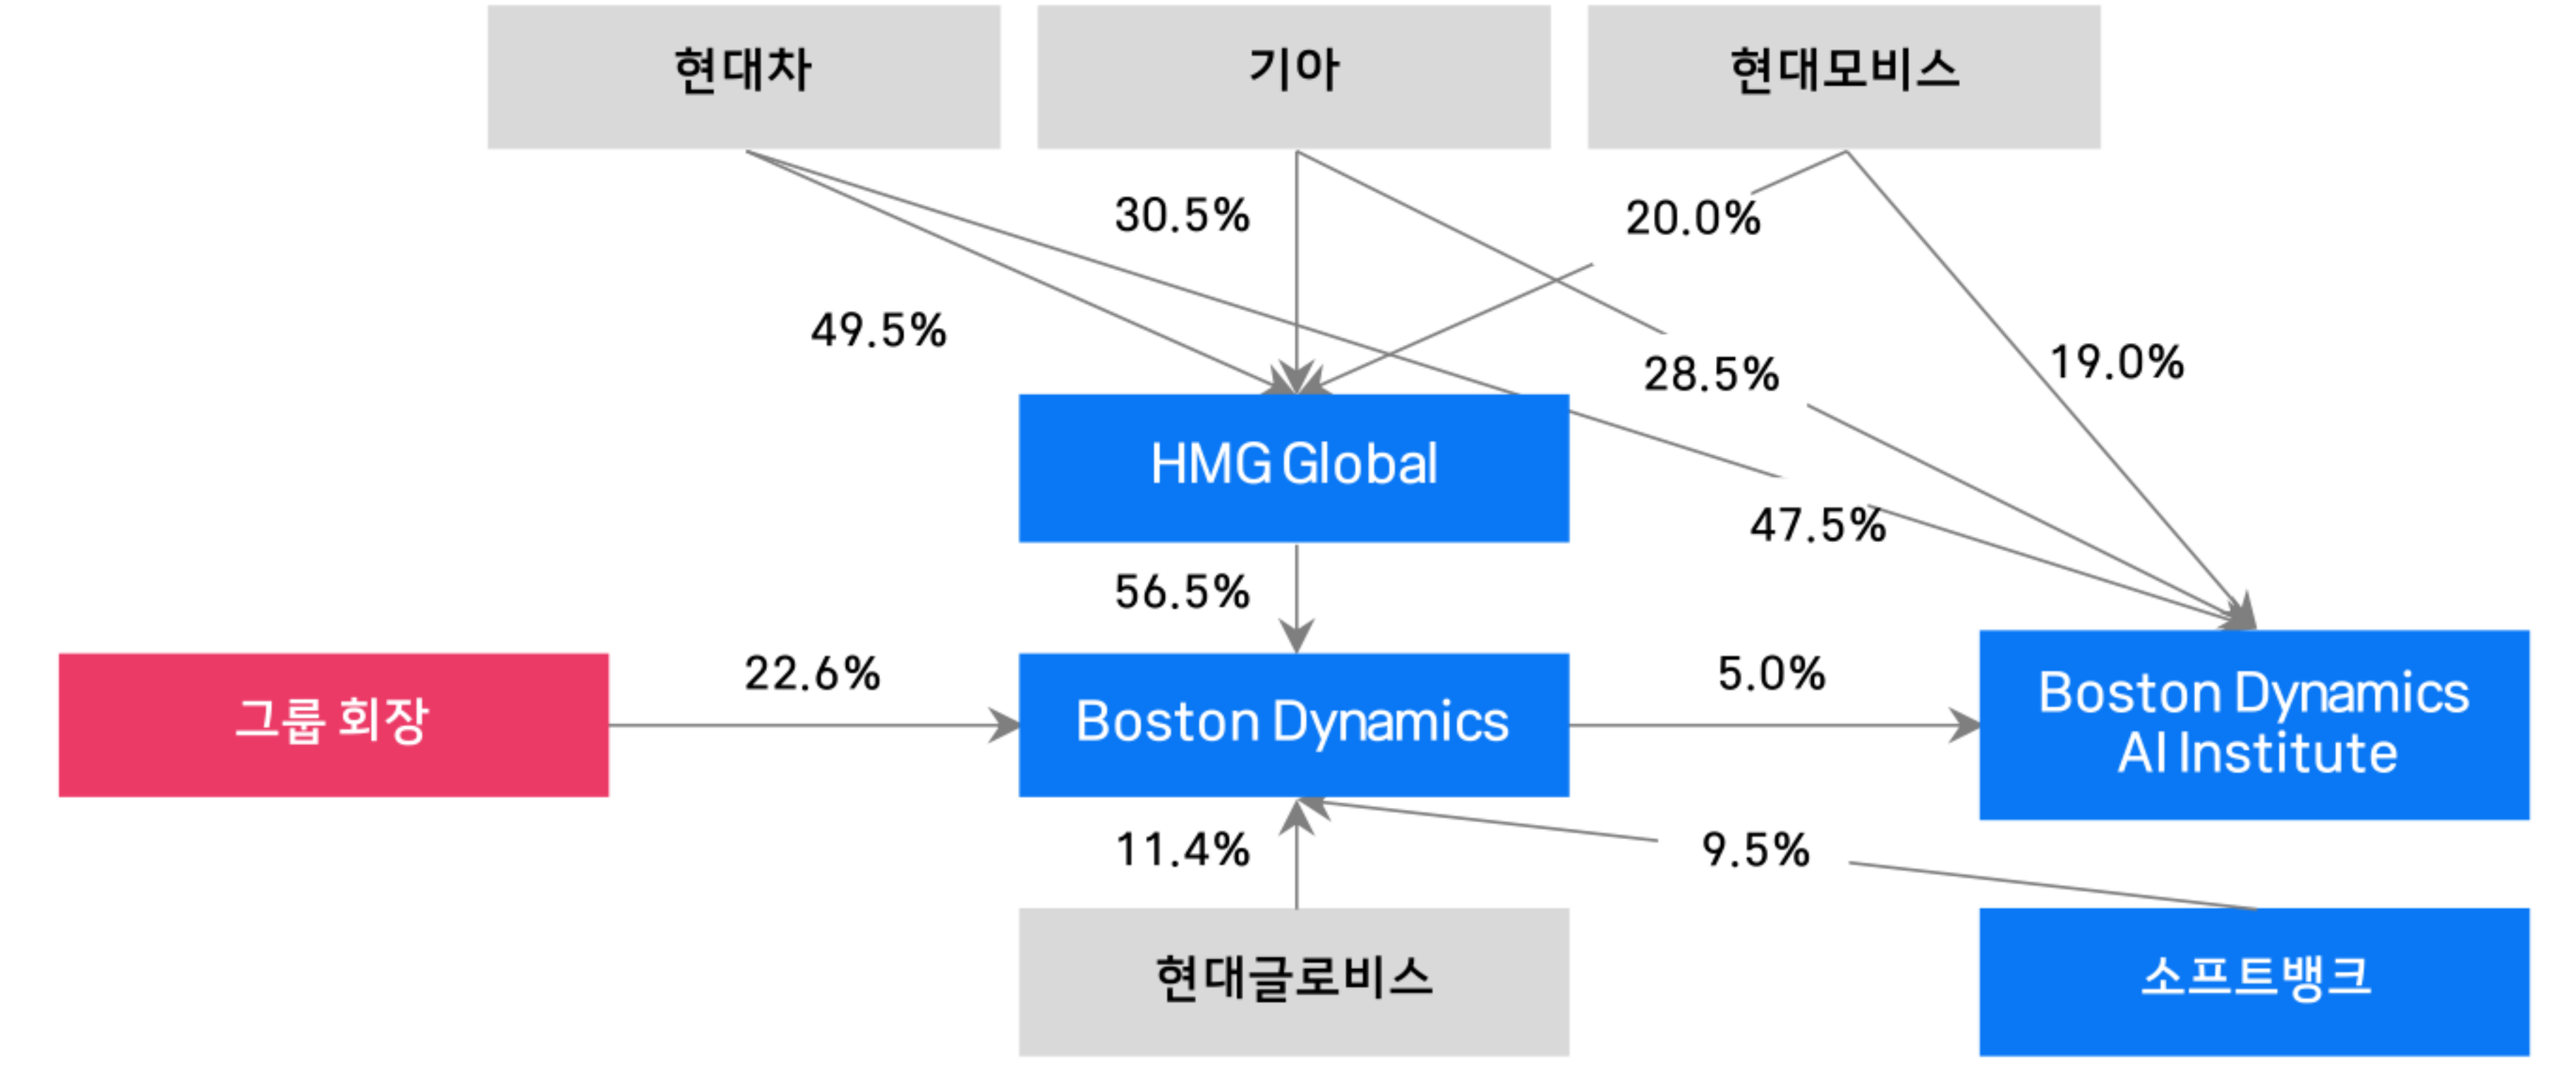 현대차
기아
현대모비스
30.5%
20.0%
49.5%
28.5%
19.0%
HMG Global
47.5%
56.5%
그룹 회장
22.6%
Boston Dynamics
5.0%
Boston Dynamics
AI Institute
11.4%
9.5%
현대글로비스
소프트뱅크